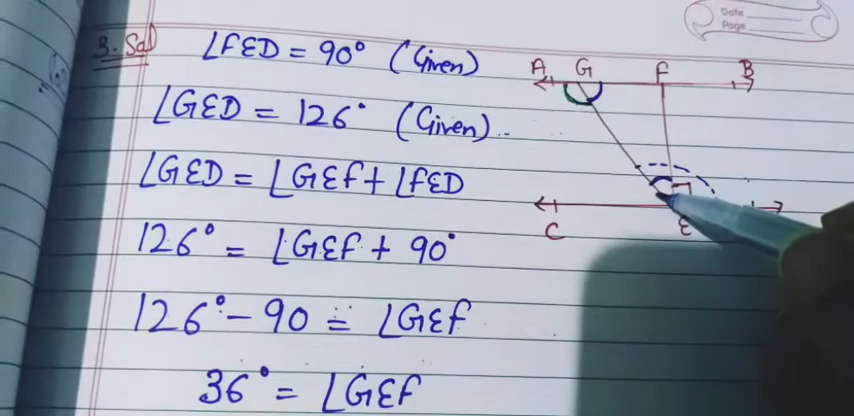 Date
Page
3. Sol
∠FED = 90° (Given)
A G F B
∠GED = 126° (Given)..
∠GED = ∠GEF + ∠FED
C E
126° = ∠GEF + 90°
126° - 90 = ∠GEF
36° = ∠GEF